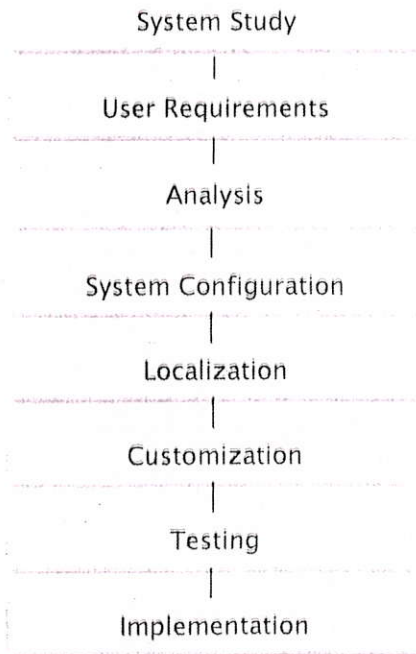 System Study
User Requirements
Analysis
System Configuration
Localization
Customization
Testing
Implementation